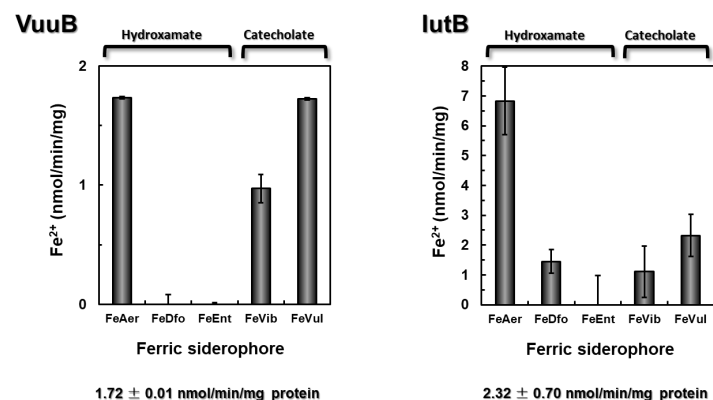 VuuB
Hydroxamate
Catecholate
Fe2+ (nmol/min/mg)
2
1
0
FeAer FeDfo FeEnt FeVib FeVul
Ferric siderophore
1.72 ± 0.01 nmol/min/mg protein
IutB
Hydroxamate
Catecholate
Fe2+ (nmol/min/mg)
8
7
6
5
4
3
2
1
0
FeAer FeDfo FeEnt FeVib FeVul
Ferric siderophore
2.32 ± 0.70 nmol/min/mg protein